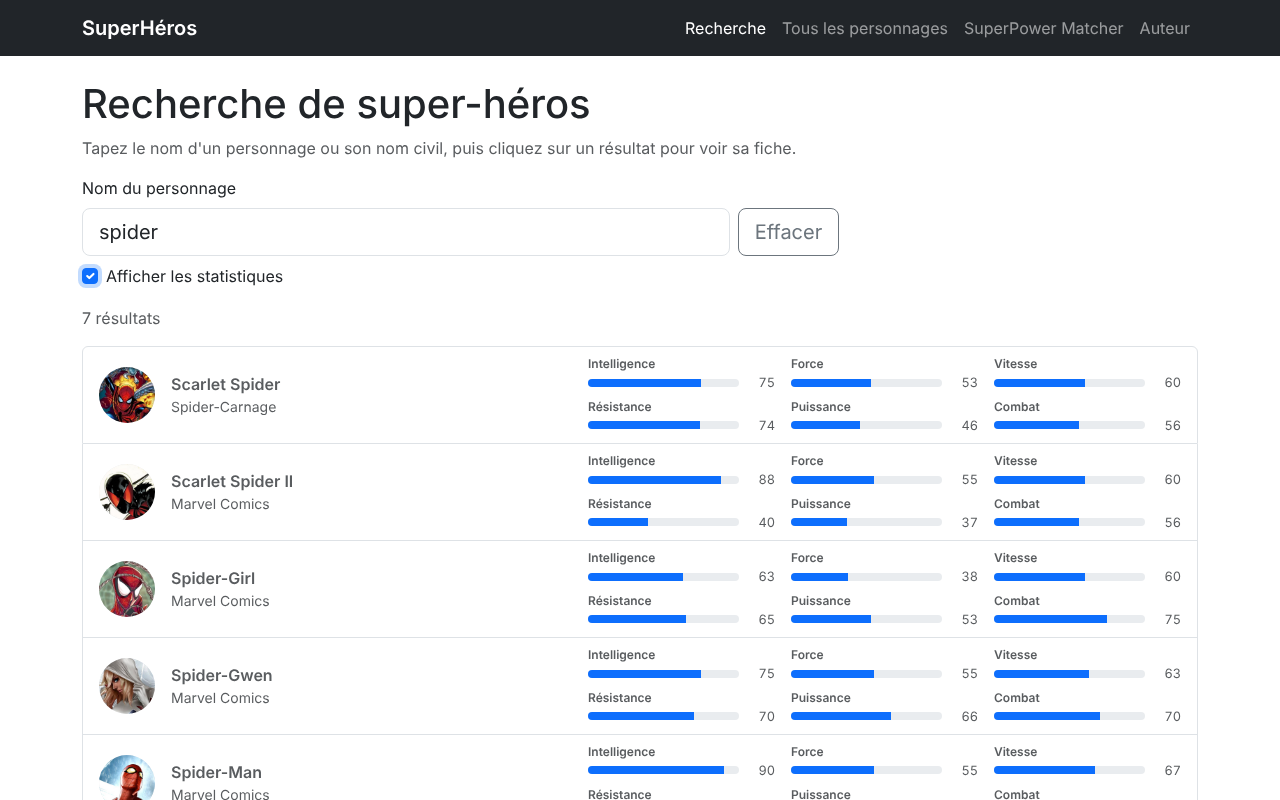 SuperHéros
Recherche Tous les personnages SuperPower Matcher Auteur
Recherche de super-héros
Tapez le nom d'un personnage ou son nom civil, puis cliquez sur un résultat pour voir sa fiche.
Nom du personnage
spider Effacer
Afficher les statistiques
7 résultats
Scarlet Spider
Spider-Carnage
Intelligence Force Vitesse
75 53 60
Résistance Puissance Combat
74 46 56
Scarlet Spider II
Marvel Comics
Intelligence Force Vitesse
88 55 60
Résistance Puissance Combat
40 37 56
Spider-Girl
Marvel Comics
Intelligence Force Vitesse
63 38 60
Résistance Puissance Combat
65 53 75
Spider-Gwen
Marvel Comics
Intelligence Force Vitesse
75 55 63
Résistance Puissance Combat
70 66 70
Spider-Man
Marvel Comics
Intelligence Force Vitesse
90 55 67
Résistance Puissance Combat